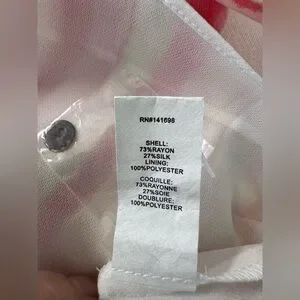 RN#141698
SHELL:
73%RAYON
27%SILK
LINING:
100%POLYESTER
COQUILLE:
73%RAYONNE
27%SOIE
DOUBLURE:
100%POLYESTER